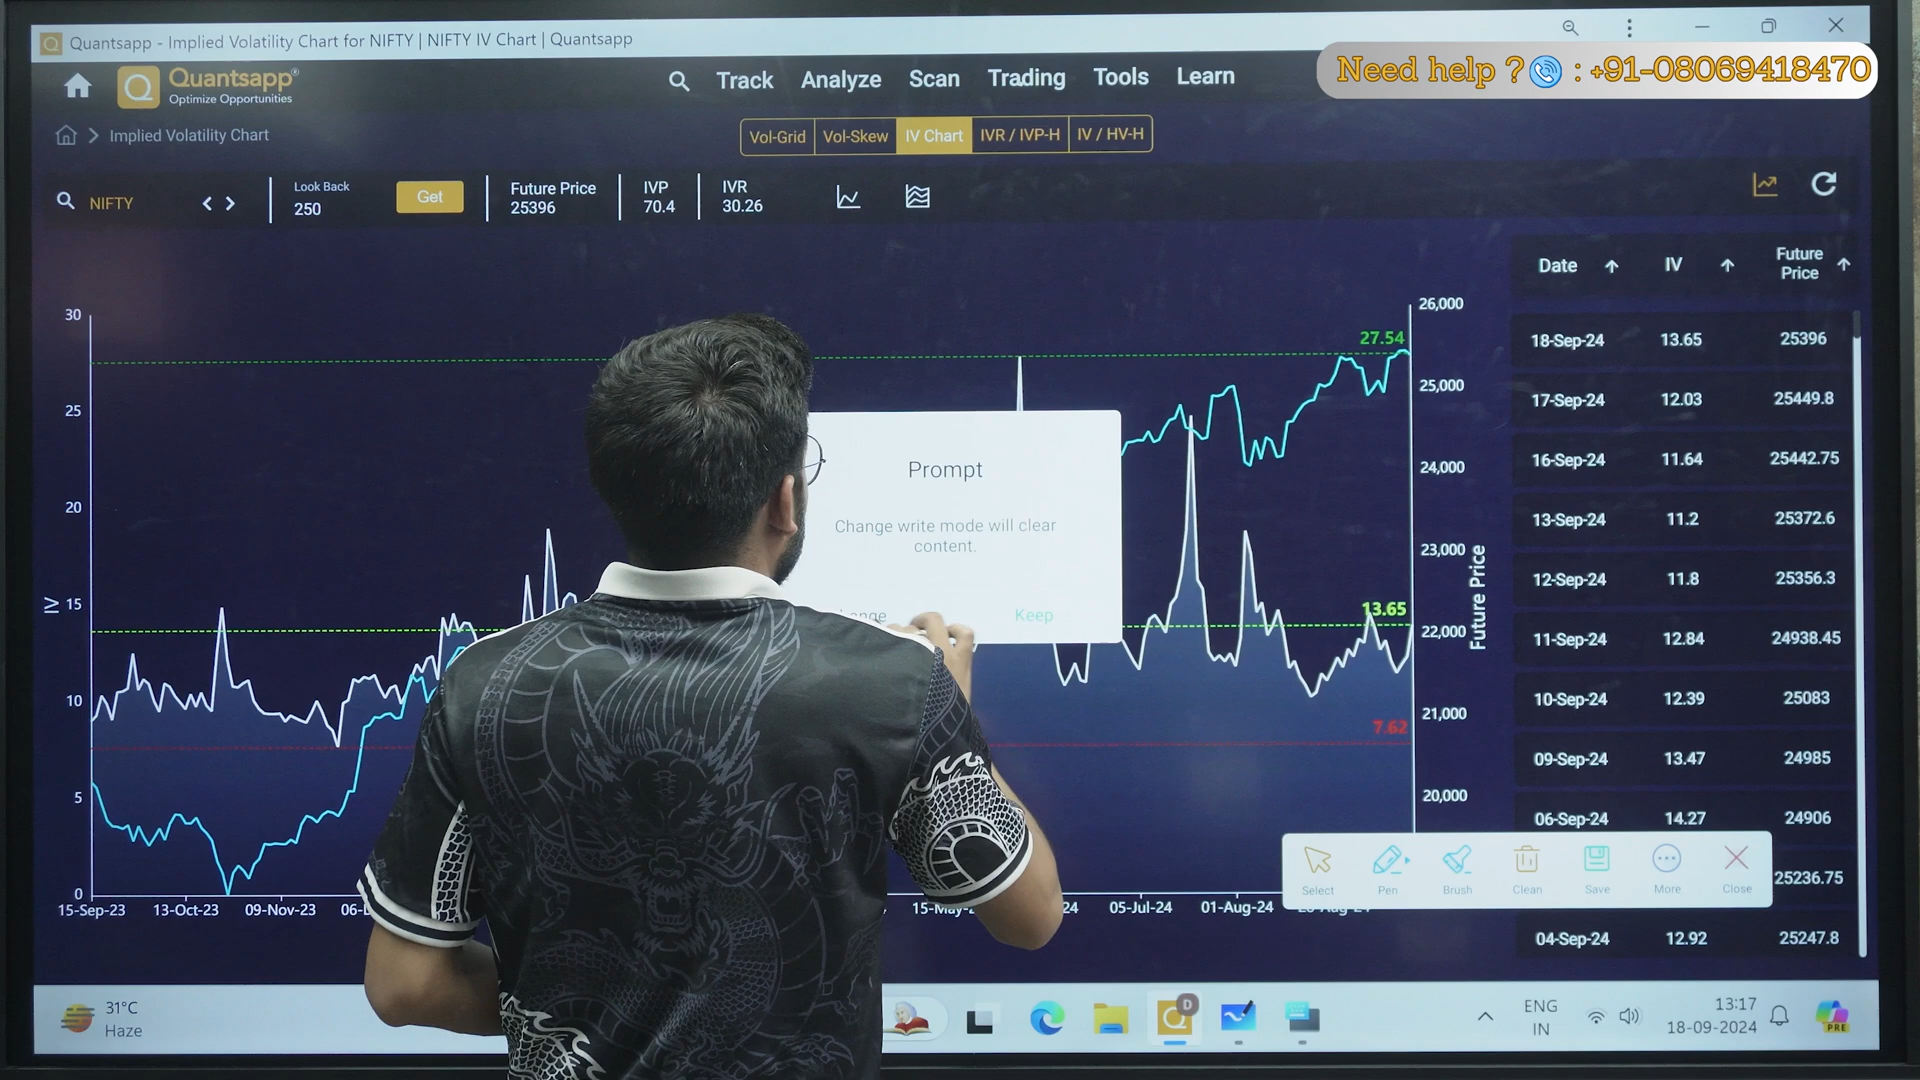 Quantsapp - Implied Volatility Chart for NIFTY | NIFTY IV Chart | Quantsapp
Need help ? : +91-08069418470
Quantsapp®
Optimize Opportunities
Track Analyze Scan Trading Tools Learn
Implied Volatility Chart
Vol-Grid Vol-Skew IV Chart IVR / IVP-H IV / HV-H
NIFTY
Look Back
250
Get
Future Price
25396
IVP
70.4
IVR
30.26
Date IV Future Price
18-Sep-24 13.65 25396
17-Sep-24 12.03 25449.8
16-Sep-24 11.64 25442.75
13-Sep-24 11.2 25372.6
12-Sep-24 11.8 25356.3
11-Sep-24 12.84 24938.45
10-Sep-24 12.39 25083
09-Sep-24 13.47 24985
06-Sep-24 14.27 24906
25236.75
04-Sep-24 12.92 25247.8
30
25
20
15
10
5
0
IV
27.54
13.65
7.62
26,000
25,000
24,000
23,000
22,000
21,000
20,000
Future Price
15-Sep-23 13-Oct-23 09-Nov-23 06- 15-May-2 24 05-Jul-24 01-Aug-24
Prompt
Change write mode will clear
content.
Keep
Select Pen Brush Clean Save More Close
31°C
Haze
D
ENG
IN
13:17
18-09-2024
PRE